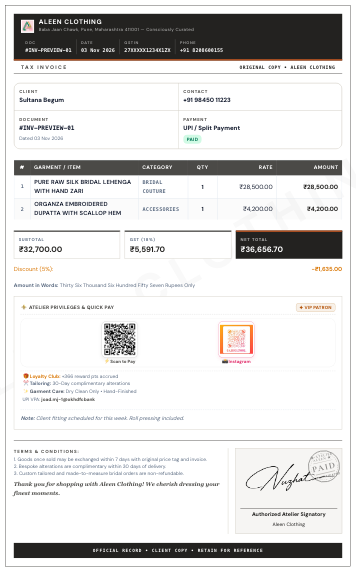 ALEEN CLOTHING
Baba Jaan Chowk, Pune, Maharashtra 411040 — Consciously Curated
DOC
#INV-PREVIEW-01
DATE
03 Nov 2026
GSTIN
27XXXXX1234X1ZX
PHONE
+91 0208600155
TAX INVOICE
ORIGINAL COPY • ALEEN CLOTHING
CLIENT
Sultana Begum
CONTACT
+91 98450 11223
DOCUMENT
#INV-PREVIEW-01
Dated 03 Nov 2026
PAYMENT
UPI / Split Payment
PAID
# GARMENT / ITEM CATEGORY QTY RATE AMOUNT
1 PURE RAW SILK BRIDAL LEHENGA WITH HAND ZARI BRIDAL COUTURE 1 ₹28,500.00 ₹28,500.00
2 ORGANZA EMBROIDERED DUPATTA WITH SCALLOP HEM ACCESSORIES 1 ₹4,200.00 ₹4,200.00
SUBTOTAL
₹32,700.00
GST (18%)
₹5,591.70
NET TOTAL
₹36,656.70
Discount (5%): -₹1,635.00
Amount in Words: Thirty Six Thousand Six Hundred Fifty Seven Rupees Only
ATELIER PRIVILEGES & QUICK PAY
VIP PATRON
Scan to Pay
Instagram
Loyalty Club: +366 reward pts accrued
Tailoring: 30-Day complimentary alterations
Garment Care: Dry Clean Only • Hand-Finished
UPI VPA: joad.mj-1@okhdfcbank
Note: Client fitting scheduled for this week. Roll pressing included.
TERMS & CONDITIONS:
1. Goods once sold may be exchanged within 7 days with original price tag and invoice.
2. Bespoke alterations are complimentary within 30 days of delivery.
3. Custom tailored and made-to-measure bridal orders are non-refundable.
Thank you for shopping with Aleen Clothing! We cherish dressing your
finest moments.
Nuzhat
PAID
Authorized Atelier Signatory
Aleen Clothing
OFFICIAL RECORD • CLIENT COPY • RETAIN FOR REFERENCE